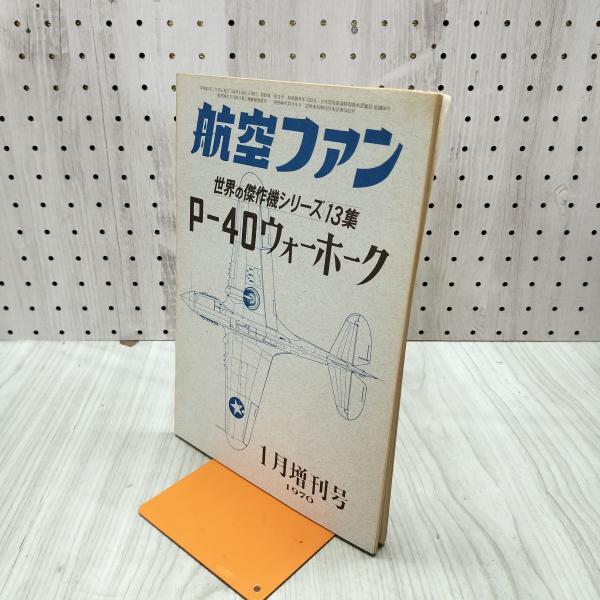 航空ファン
世界の傑作機シリーズ13集
P-40ウォーホーク
1月増刊号
1970